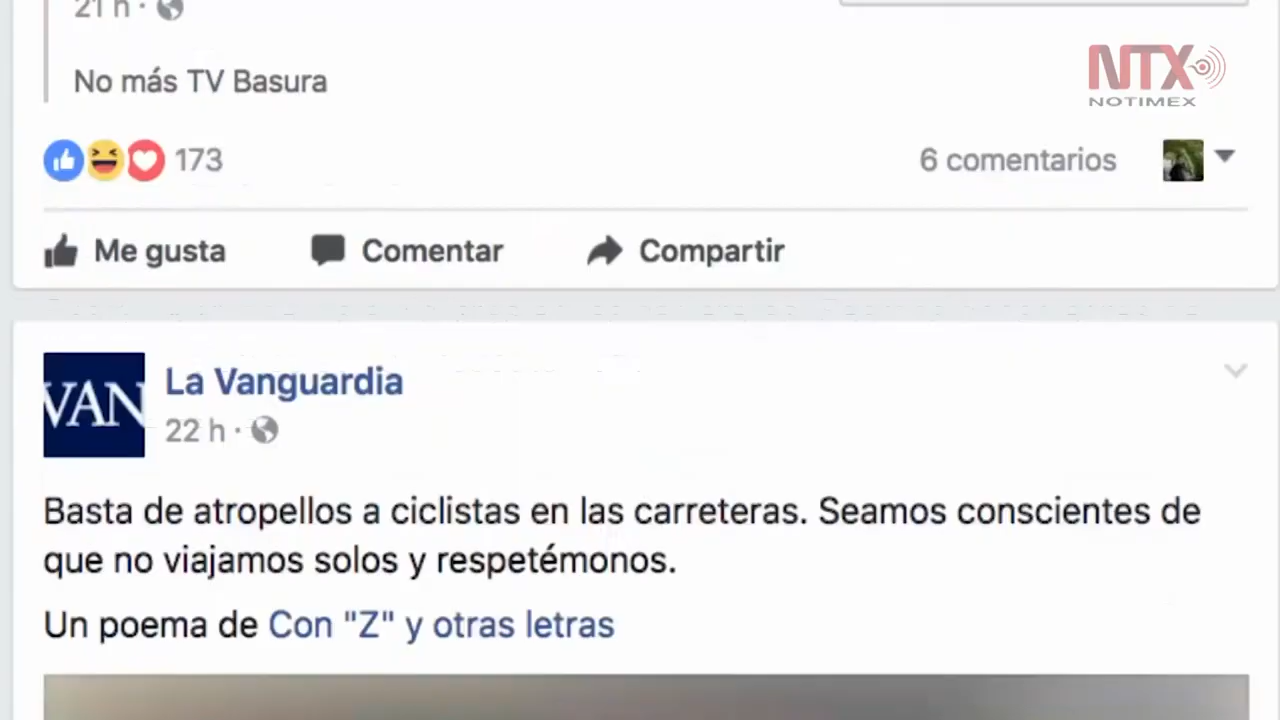 21 h ·
NTX
NOTIMEX
No más TV Basura
173
6 comentarios
Me gusta
Comentar
Compartir
VAN
La Vanguardia
22 h ·
Basta de atropellos a ciclistas en las carreteras. Seamos conscientes de
que no viajamos solos y respetémonos.
Un poema de Con "Z" y otras letras